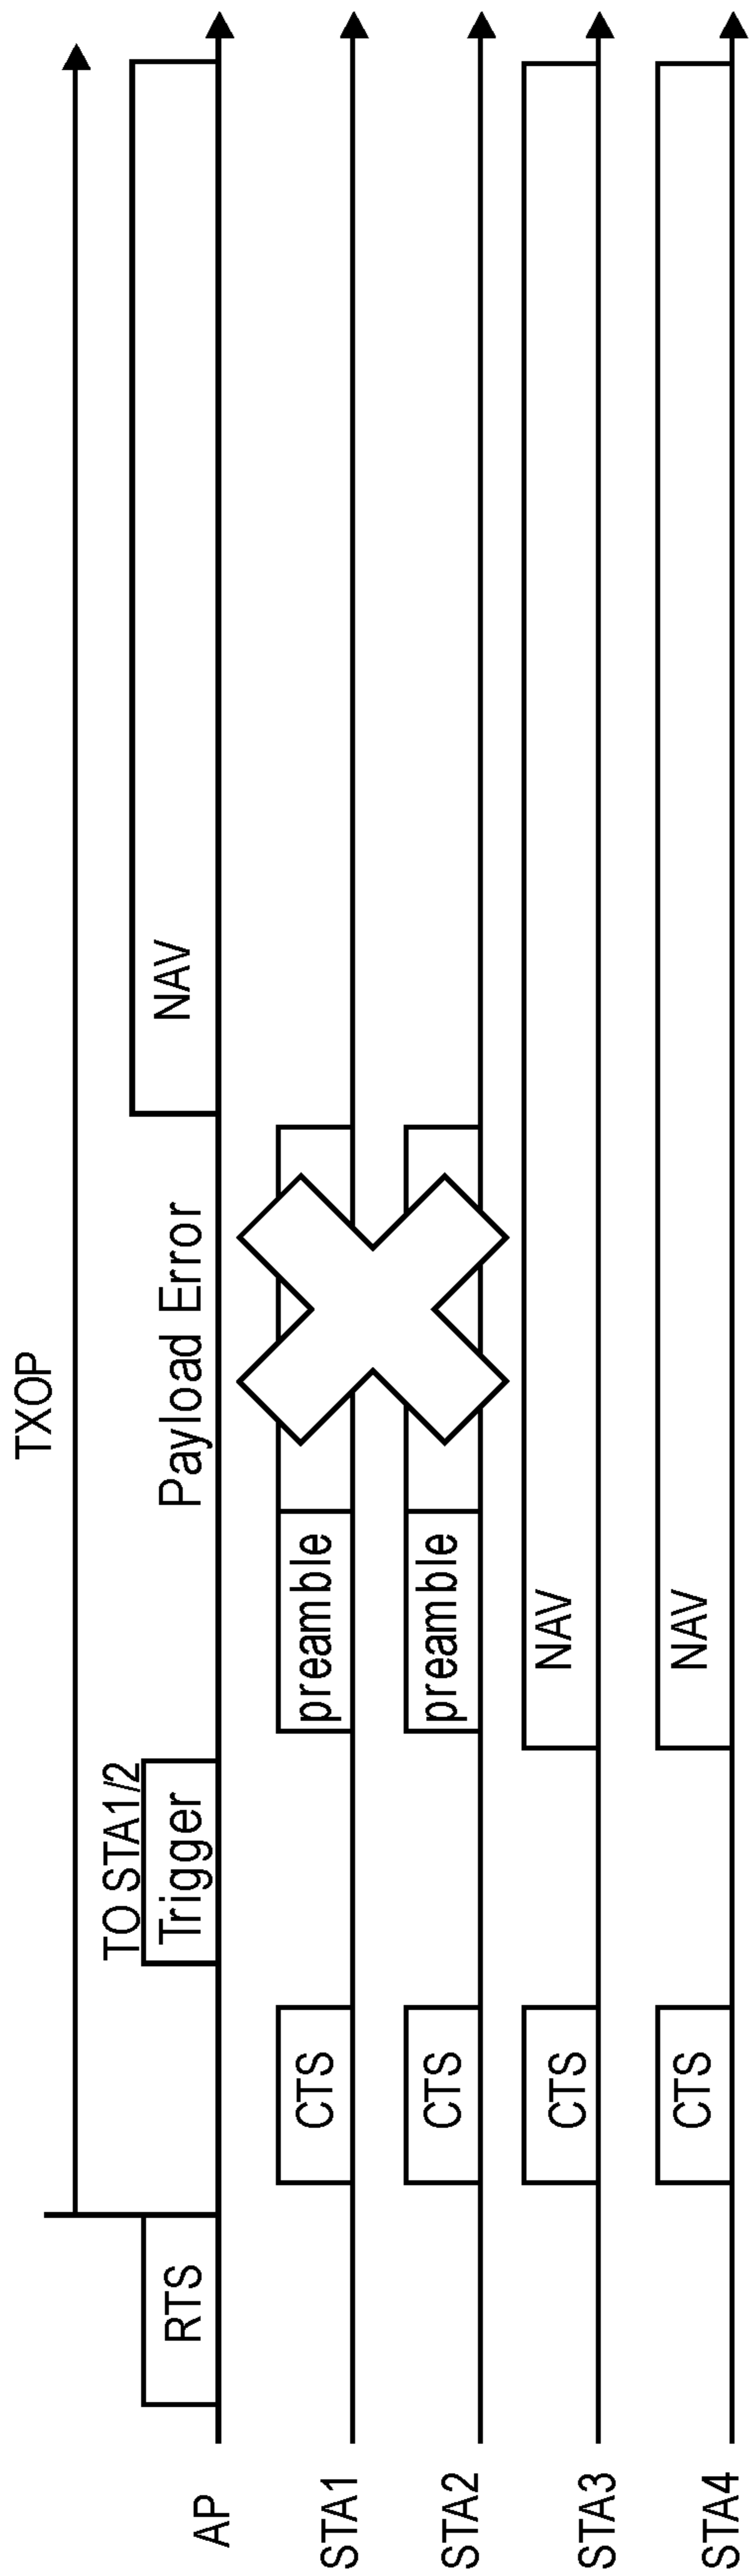 TXOP
TO STA1/2
AP
RTS
Trigger
Payload Error
NAV
STA1
CTS
preamble
STA2
CTS
preamble
STA3
CTS
NAV
STA4
CTS
NAV